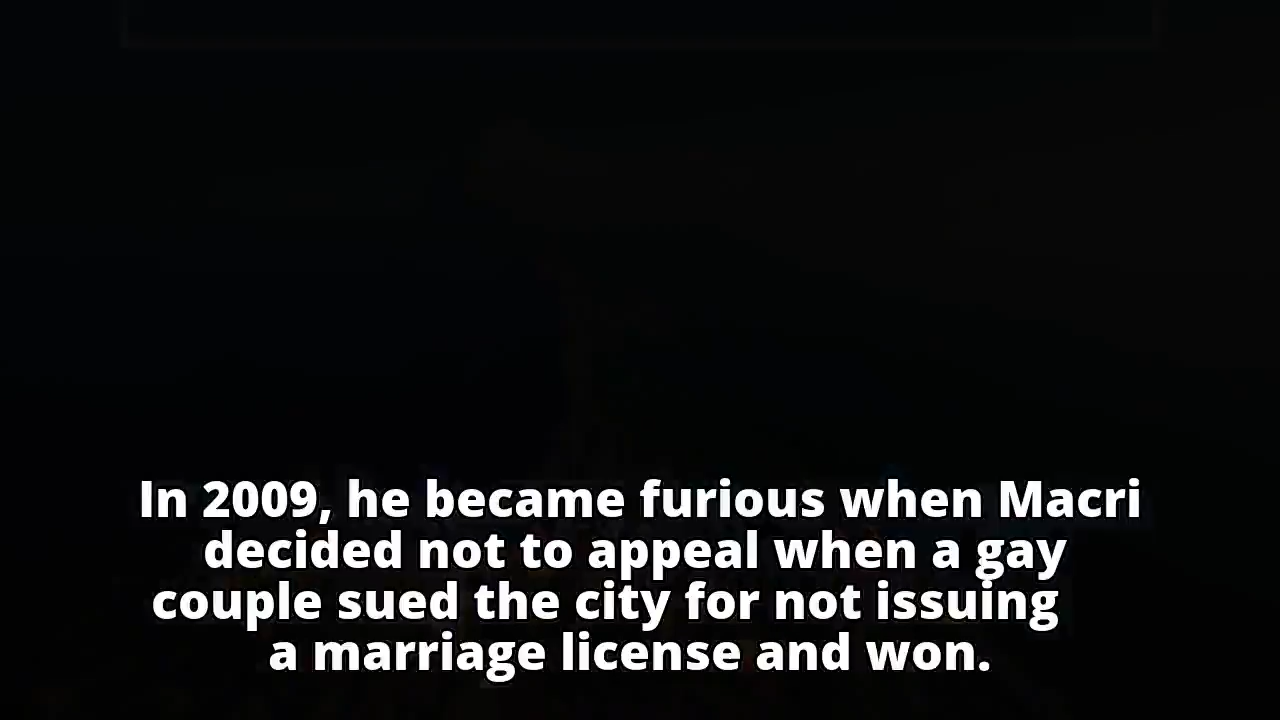 In 2009, he became furious when Macri
decided not to appeal when a gay
couple sued the city for not issuing
a marriage license and won.